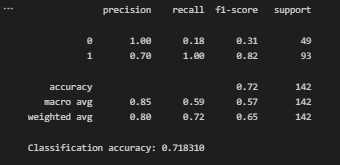 ...
precision recall f1-score support
0 1.00 0.18 0.31 49
1 0.70 1.00 0.82 93
accuracy 0.72 142
macro avg 0.85 0.59 0.57 142
weighted avg 0.80 0.72 0.65 142
Classification accuracy: 0.718310